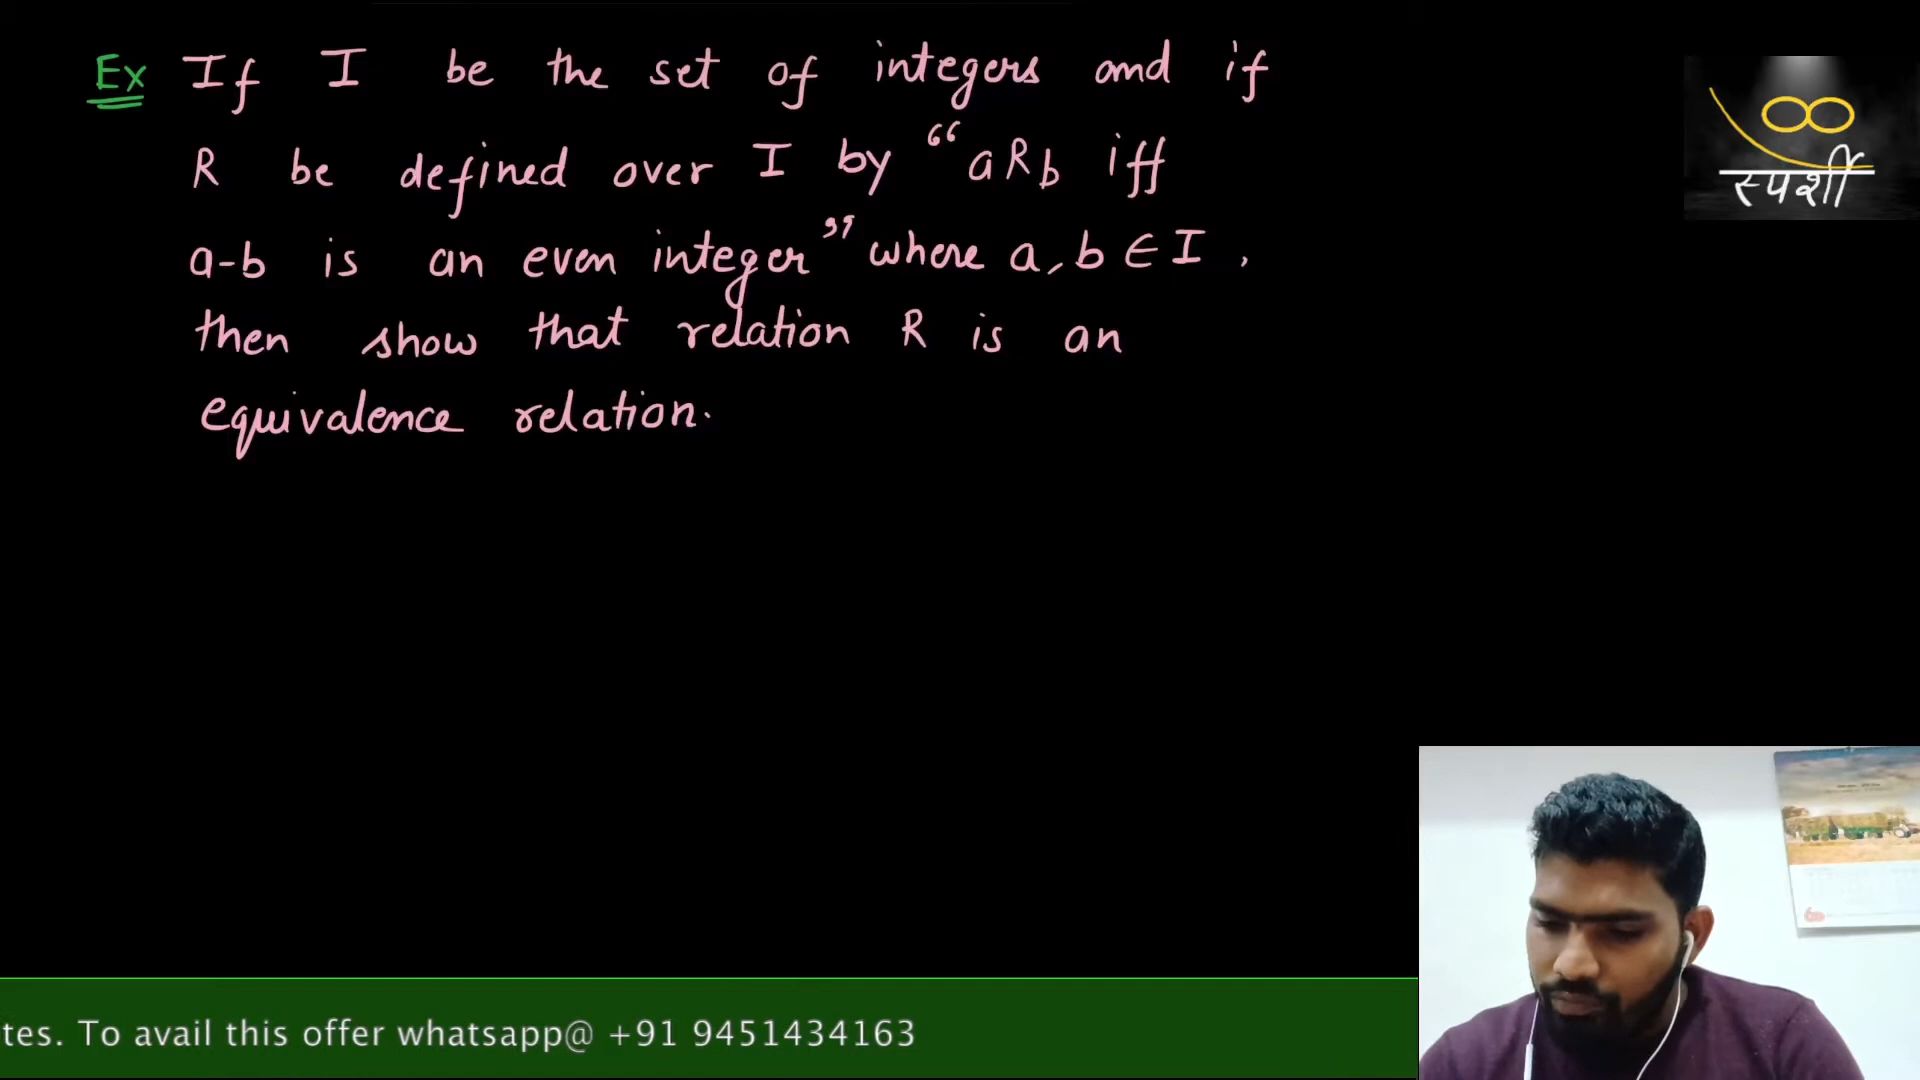 Ex If I be the set of integers and if
R be defined over I by “aRb iff
a-b is an even integer” where a, b ∈ I,
then show that relation R is an
equivalence relation.
स्पर्शी
tes. To avail this offer whatsapp@ +91 9451434163